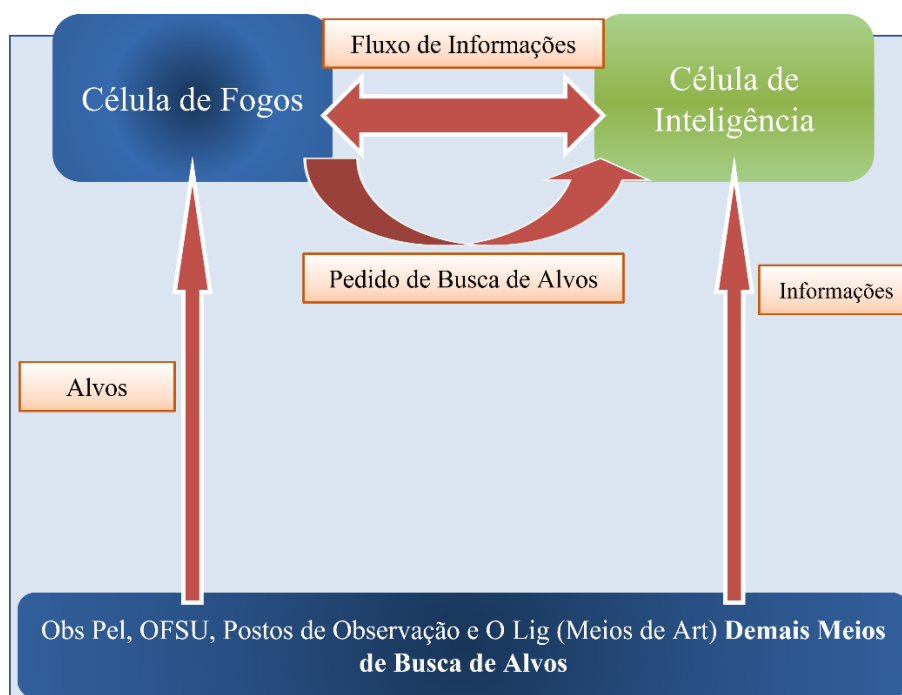 Fluxo de Informações
Célula de Fogos
Célula de
Inteligência
Pedido de Busca de Alvos
Informações
Alvos
Obs Pel, OFSU, Postos de Observação e O Lig (Meios de Art) Demais Meios
de Busca de Alvos